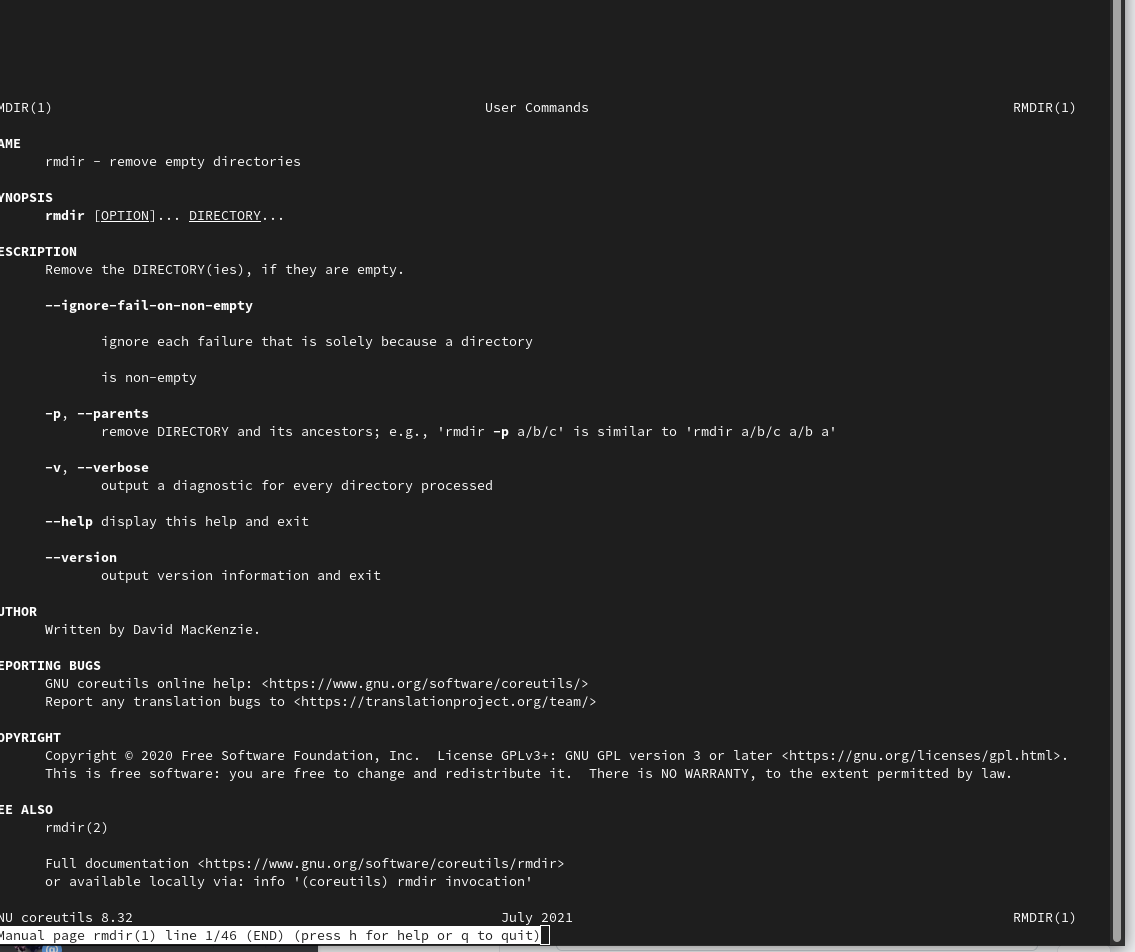 MDIR(1)                                                      User Commands                                                      RMDIR(1)
AME
rmdir - remove empty directories
YNOPSIS
rmdir [OPTION]... DIRECTORY...
ESCRIPTION
Remove the DIRECTORY(ies), if they are empty.
--ignore-fail-on-non-empty
ignore each failure that is solely because a directory
is non-empty
-p, --parents
remove DIRECTORY and its ancestors; e.g., 'rmdir -p a/b/c' is similar to 'rmdir a/b/c a/b a'
-v, --verbose
output a diagnostic for every directory processed
--help display this help and exit
--version
output version information and exit
UTHOR
Written by David MacKenzie.
EPORTING BUGS
GNU coreutils online help: <https://www.gnu.org/software/coreutils/>
Report any translation bugs to <https://translationproject.org/team/>
OPYRIGHT
Copyright © 2020 Free Software Foundation, Inc.  License GPLv3+: GNU GPL version 3 or later <https://gnu.org/licenses/gpl.html>.
This is free software: you are free to change and redistribute it.  There is NO WARRANTY, to the extent permitted by law.
EE ALSO
rmdir(2)
Full documentation <https://www.gnu.org/software/coreutils/rmdir>
or available locally via: info '(coreutils) rmdir invocation'
NU coreutils 8.32                                              July 2021                                                       RMDIR(1)
Manual page rmdir(1) line 1/46 (END) (press h for help or q to quit)